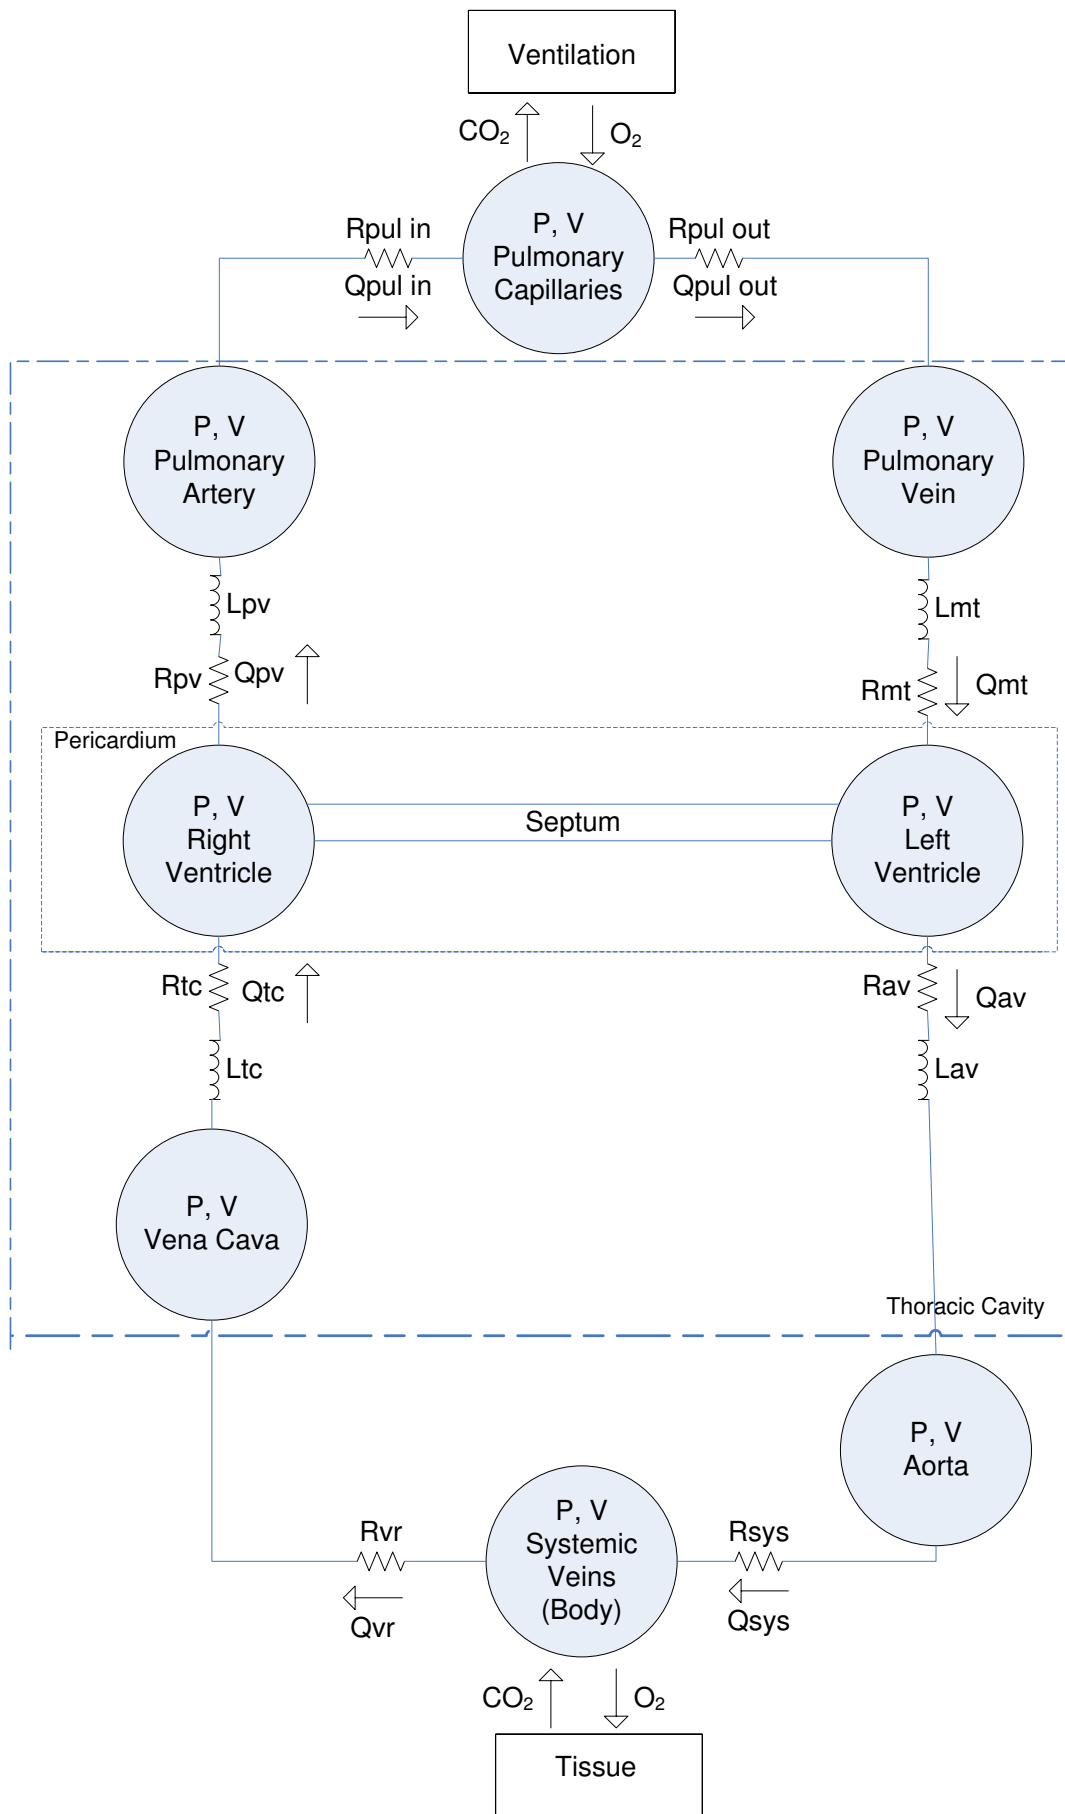 Ventilation
CO₂
O₂
Rpul in
Qpul in
P, V
Pulmonary
Capillaries
Rpul out
Qpul out
P, V
Pulmonary
Artery
P, V
Pulmonary
Vein
Lpv
Lmt
Rpv
Qpv
Rmt
Qmt
Pericardium
P, V
Right
Ventricle
Septum
P, V
Left
Ventricle
Rtc
Qtc
Rav
Qav
Ltc
Lav
P, V
Vena Cava
Thoracic Cavity
P, V
Aorta
Rvr
Qvr
P, V
Systemic
Veins
(Body)
Rsys
Qsys
CO₂
O₂
Tissue